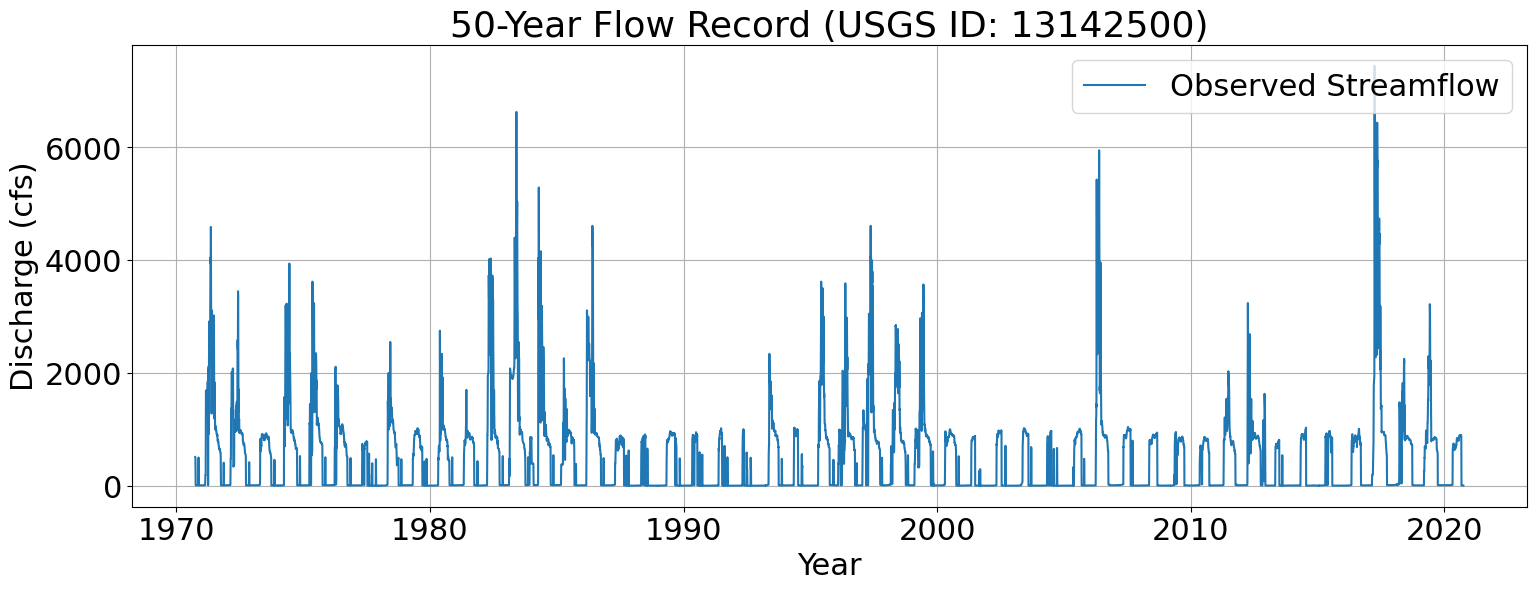 50-Year Flow Record (USGS ID: 13142500)
Observed Streamflow
Discharge (cfs)
6000
4000
2000
0
1970 1980 1990 2000 2010 2020
Year